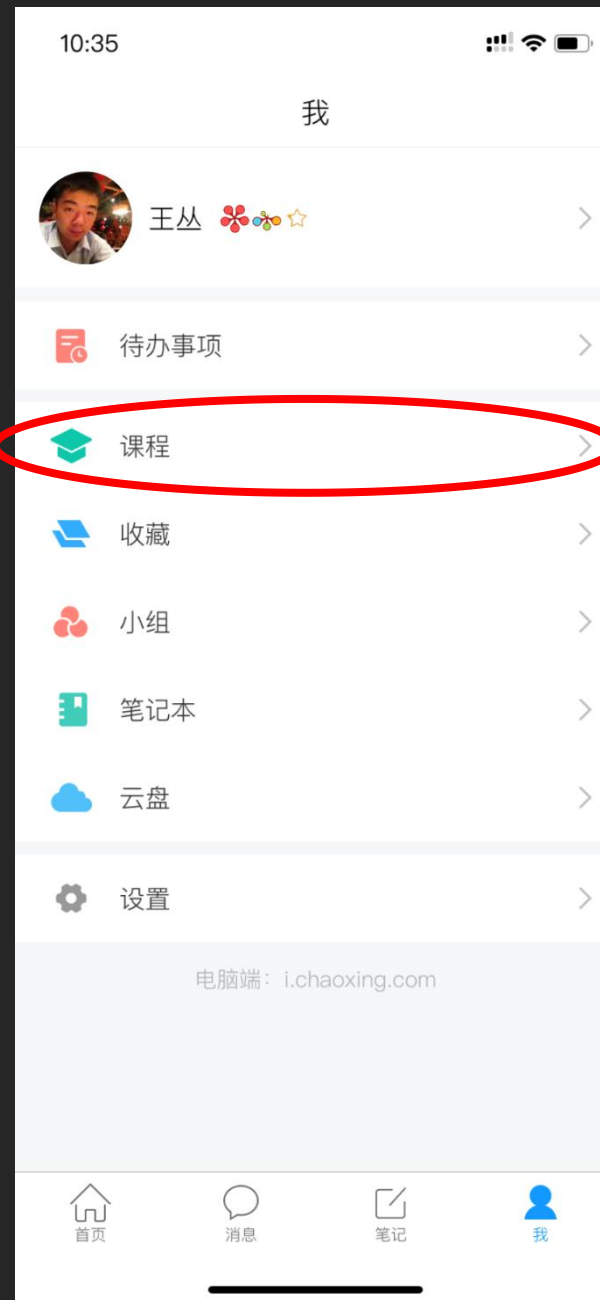 10:35
我
王丛
待办事项
课程
收藏
小组
笔记本
云盘
设置
电脑端：i.chaoxing.com
首页
消息
笔记
我